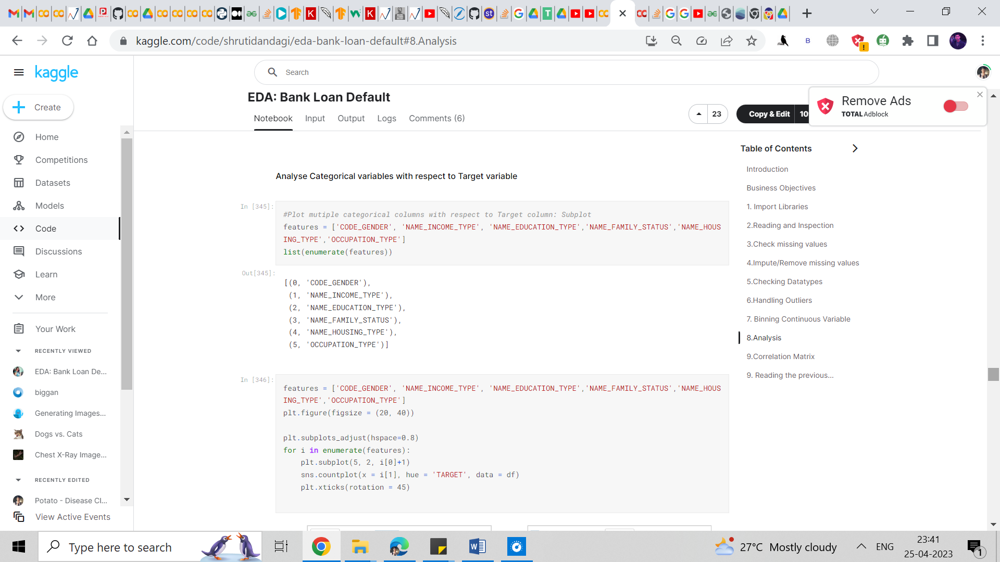 kaggle.com/code/shrutidandagi/eda-bank-loan-default#8.Analysis
B
!
kaggle
Search
Create
Home
Competitions
Datasets
Models
Code
Discussions
Learn
More
Your Work
RECENTLY VIEWED
EDA: Bank Loan De...
biggan
Generating Images...
Dogs vs. Cats
Chest X-Ray Image...
RECENTLY EDITED
Potato - Disease Cl...
View Active Events
EDA: Bank Loan Default
Notebook Input Output Logs Comments (6)
23
Copy & Edit 10
Remove Ads
TOTAL Adblock
Analyse Categorical variables with respect to Target variable
In [345]:
#Plot mutiple categorical columns with respect to Target column: Subplot
features = ['CODE_GENDER', 'NAME_INCOME_TYPE', 'NAME_EDUCATION_TYPE','NAME_FAMILY_STATUS','NAME_HOUS
ING_TYPE','OCCUPATION_TYPE']
list(enumerate(features))
Out[345]:
[(0, 'CODE_GENDER'),
(1, 'NAME_INCOME_TYPE'),
(2, 'NAME_EDUCATION_TYPE'),
(3, 'NAME_FAMILY_STATUS'),
(4, 'NAME_HOUSING_TYPE'),
(5, 'OCCUPATION_TYPE')]
In [346]:
features = ['CODE_GENDER', 'NAME_INCOME_TYPE', 'NAME_EDUCATION_TYPE','NAME_FAMILY_STATUS','NAME_HOUS
ING_TYPE','OCCUPATION_TYPE']
plt.figure(figsize = (20, 40))
plt.subplots_adjust(hspace=0.8)
for i in enumerate(features):
    plt.subplot(5, 2, i[0]+1)
    sns.countplot(x = i[1], hue = 'TARGET', data = df)
    plt.xticks(rotation = 45)
Table of Contents
Introduction
Business Objectives
1. Import Libraries
2.Reading and Inspection
3.Check missing values
4.Impute/Remove missing values
5.Checking Datatypes
6.Handling Outliers
7. Binning Continuous Variable
8.Analysis
9.Correlation Matrix
9. Reading the previous...
Type here to search
27°C Mostly cloudy
ENG
23:41
25-04-2023
1